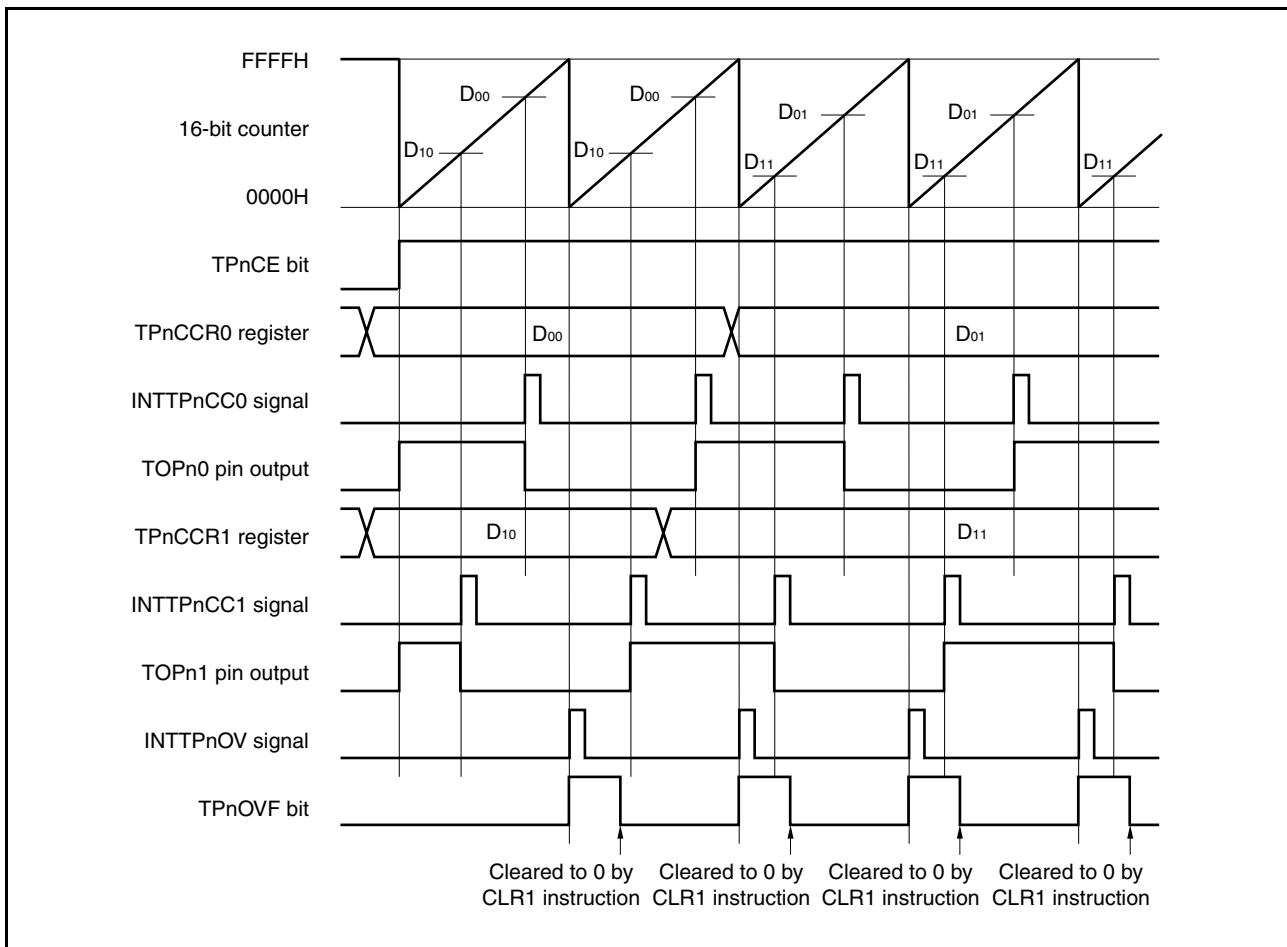 FFFFH
D00
D00
D01
D01
16-bit counter
D10
D10
D11
D11
D11
0000H
TPnCE bit
TPnCCR0 register
D00
D01
INTTPnCC0 signal
TOPn0 pin output
TPnCCR1 register
D10
D11
INTTPnCC1 signal
TOPn1 pin output
INTTPnOV signal
TPnOVF bit
Cleared to 0 by
CLR1 instruction
Cleared to 0 by
CLR1 instruction
Cleared to 0 by
CLR1 instruction
Cleared to 0 by
CLR1 instruction